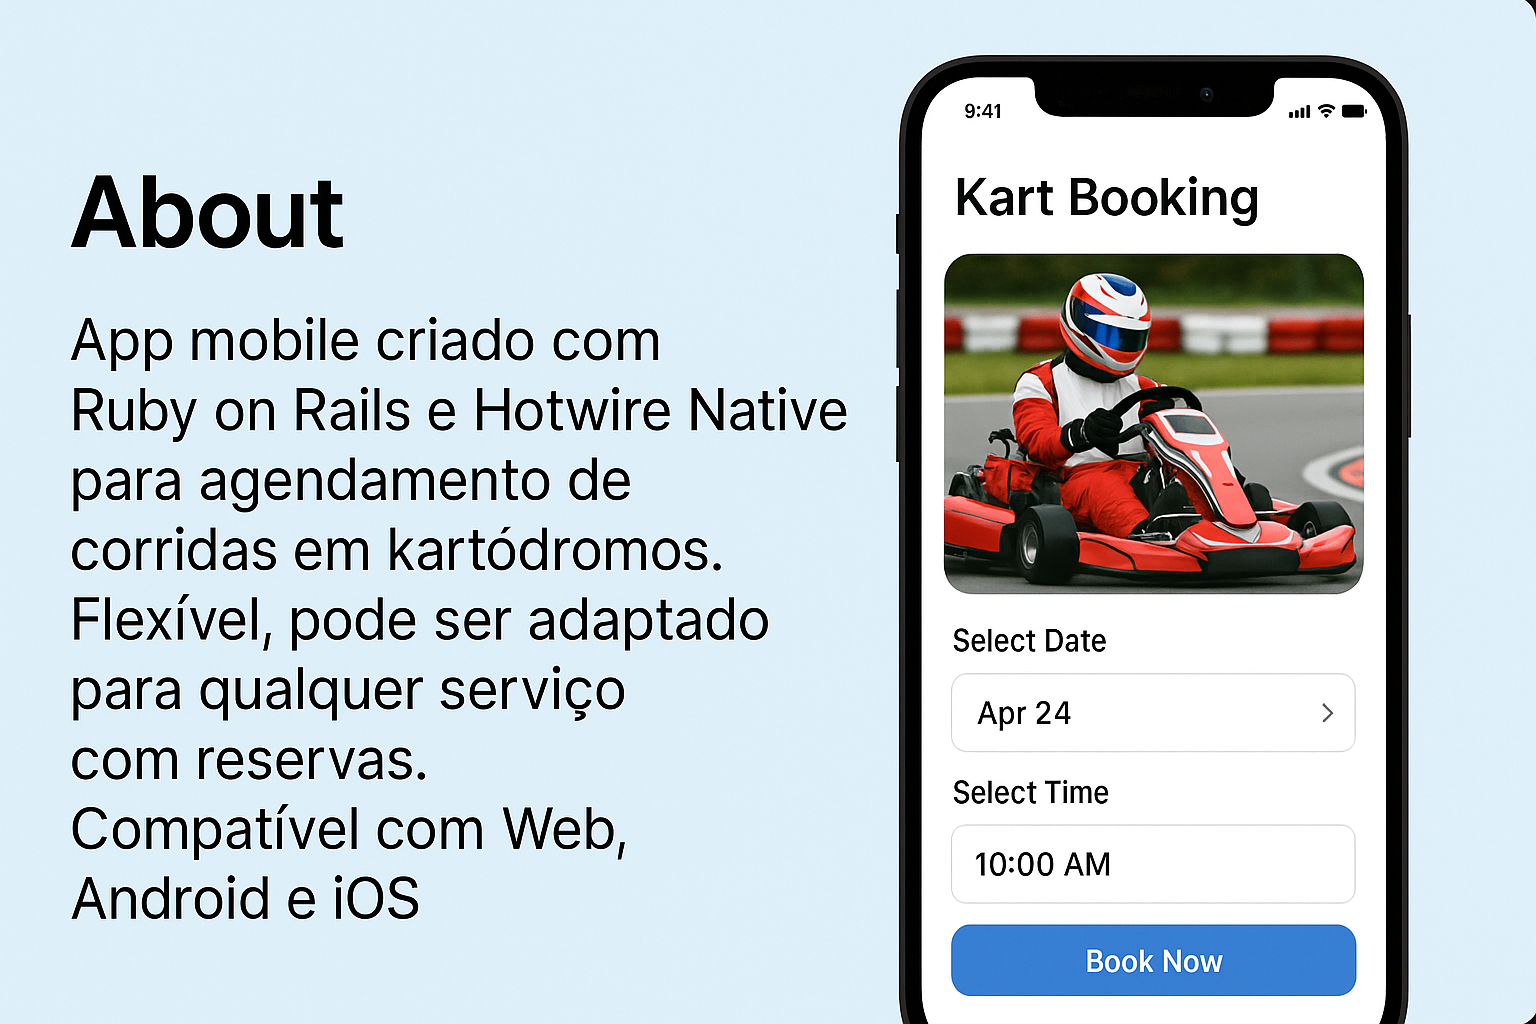 About
App mobile criado com
Ruby on Rails e Hotwire Native
para agendamento de
corridas em kartódromos.
Flexível, pode ser adaptado
para qualquer serviço
com reservas.
Compatível com Web,
Android e iOS
9:41
Kart Booking
Select Date
Apr 24
Select Time
10:00 AM
Book Now